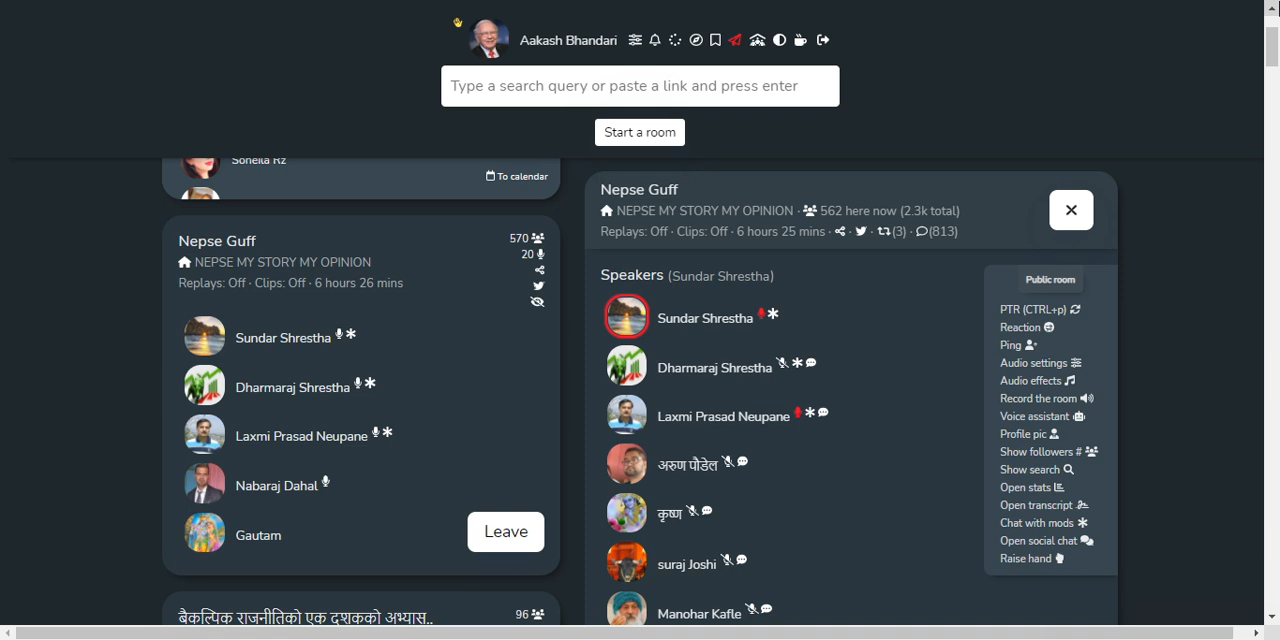 Aakash Bhandari
Type a search query or paste a link and press enter
Start a room
Soneila Rz
To calendar
Nepse Guff
570
20
NEPSE MY STORY MY OPINION
Replays: Off · Clips: Off · 6 hours 26 mins
Sundar Shrestha
Dharmaraj Shrestha
Laxmi Prasad Neupane
Nabaraj Dahal
Gautam
Leave
बैकल्पिक राजनीतिको एक दशकको अभ्यास..
96
Nepse Guff
NEPSE MY STORY MY OPINION · 562 here now (2.3k total)
Replays: Off · Clips: Off · 6 hours 25 mins · · · (3) · (813)
Speakers (Sundar Shrestha)
Sundar Shrestha
Dharmaraj Shrestha
Laxmi Prasad Neupane
अरुण पौडेल
कृष्ण
suraj Joshi
Manohar Kafle
Public room
PTR (CTRL+p)
Reaction
Ping
Audio settings
Audio effects
Record the room
Voice assistant
Profile pic
Show followers #
Show search
Open stats
Open transcript
Chat with mods
Open social chat
Raise hand